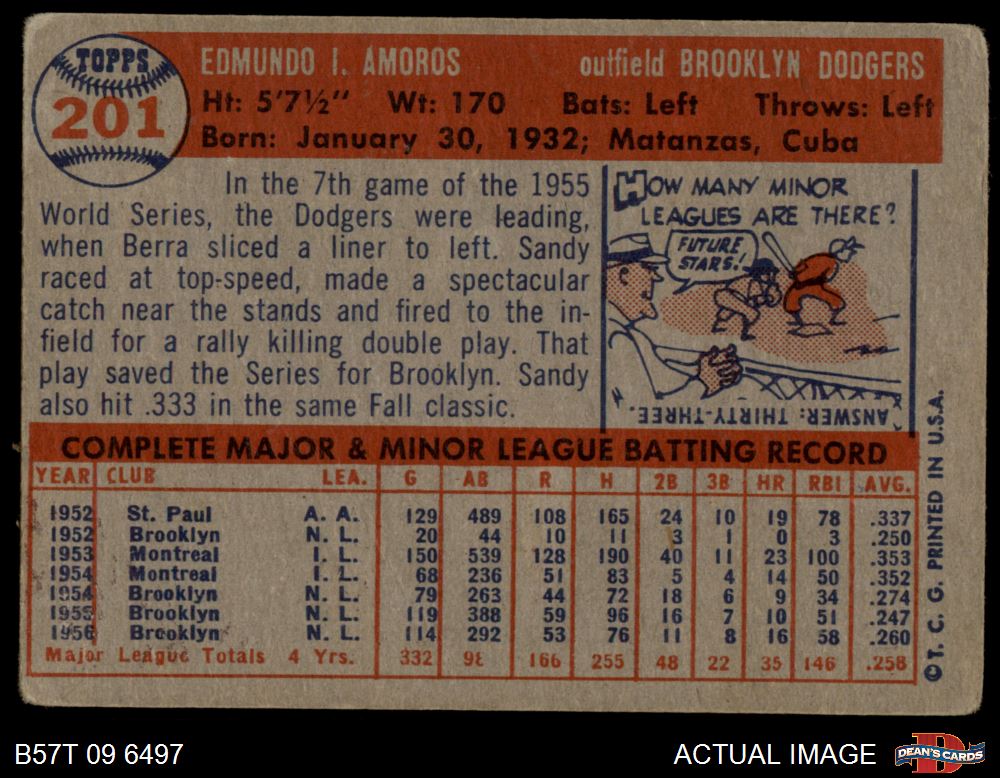 TOPPS
201
EDMUNDO I. AMOROS outfield BROOKLYN DODGERS
Ht: 5'7½" Wt: 170 Bats: Left Throws: Left
Born: January 30, 1932; Matanzas, Cuba
In the 7th game of the 1955
World Series, the Dodgers were leading,
when Berra sliced a liner to left. Sandy
raced at top-speed, made a spectacular
catch near the stands and fired to the in-
field for a rally killing double play. That
play saved the Series for Brooklyn. Sandy
also hit .333 in the same Fall classic.
HOW MANY MINOR
LEAGUES ARE THERE?
FUTURE
STARS!
ANSWER: THIRTY-THREE.
COMPLETE MAJOR & MINOR LEAGUE BATTING RECORD
YEAR CLUB LEA. G AB R H 2B 3B HR RBI AVG.
1952 St. Paul A. A. 129 489 108 165 24 10 19 78 .337
1952 Brooklyn N. L. 20 44 10 11 3 1 0 3 .250
1953 Montreal I. L. 150 539 128 190 40 11 23 100 .353
1954 Montreal I. L. 68 236 51 83 5 4 14 50 .352
1954 Brooklyn N. L. 79 263 44 72 18 6 9 34 .274
1955 Brooklyn N. L. 119 388 59 96 16 7 10 51 .247
1956 Brooklyn N. L. 114 292 53 76 11 8 16 58 .260
Major League Totals 4 Yrs. 332 166 255 48 22 35 146 .258
© T. C. G. PRINTED IN U.S.A.
B57T 09 6497 ACTUAL IMAGE
DEAN'S CARDS